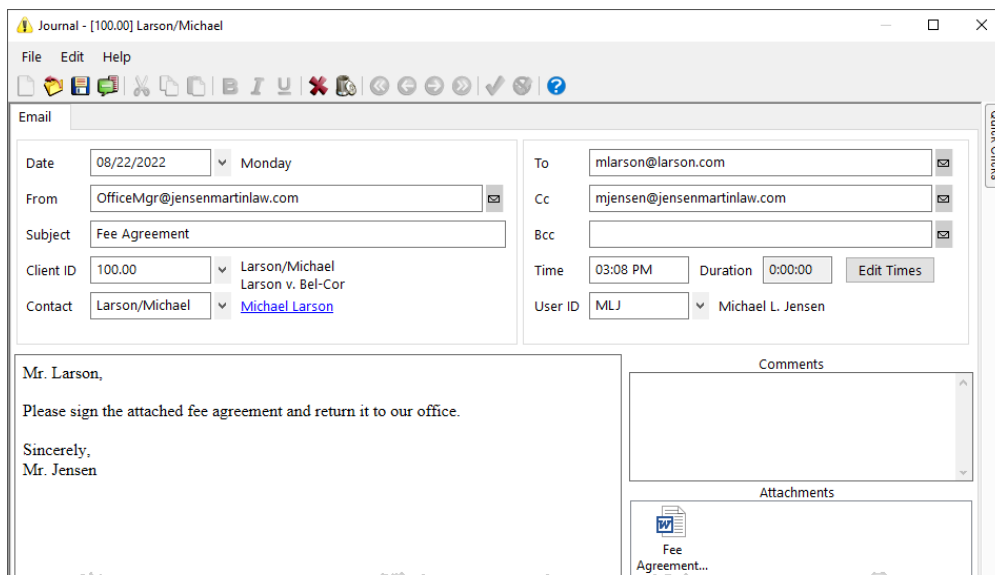 Journal - [100.00] Larson/Michael
File Edit Help
B I U
Email
Quick Clicks
Date 08/22/2022 Monday
To mlarson@larson.com
From OfficeMgr@jensenmartinlaw.com
Cc mjensen@jensenmartinlaw.com
Subject Fee Agreement
Bcc
Client ID 100.00 Larson/Michael
Larson v. Bel-Cor
Time 03:08 PM Duration 0:00:00 Edit Times
Contact Larson/Michael Michael Larson
User ID MLJ Michael L. Jensen
Mr. Larson,
Please sign the attached fee agreement and return it to our office.
Sincerely,
Mr. Jensen
Comments
Attachments
W
Fee
Agreement...